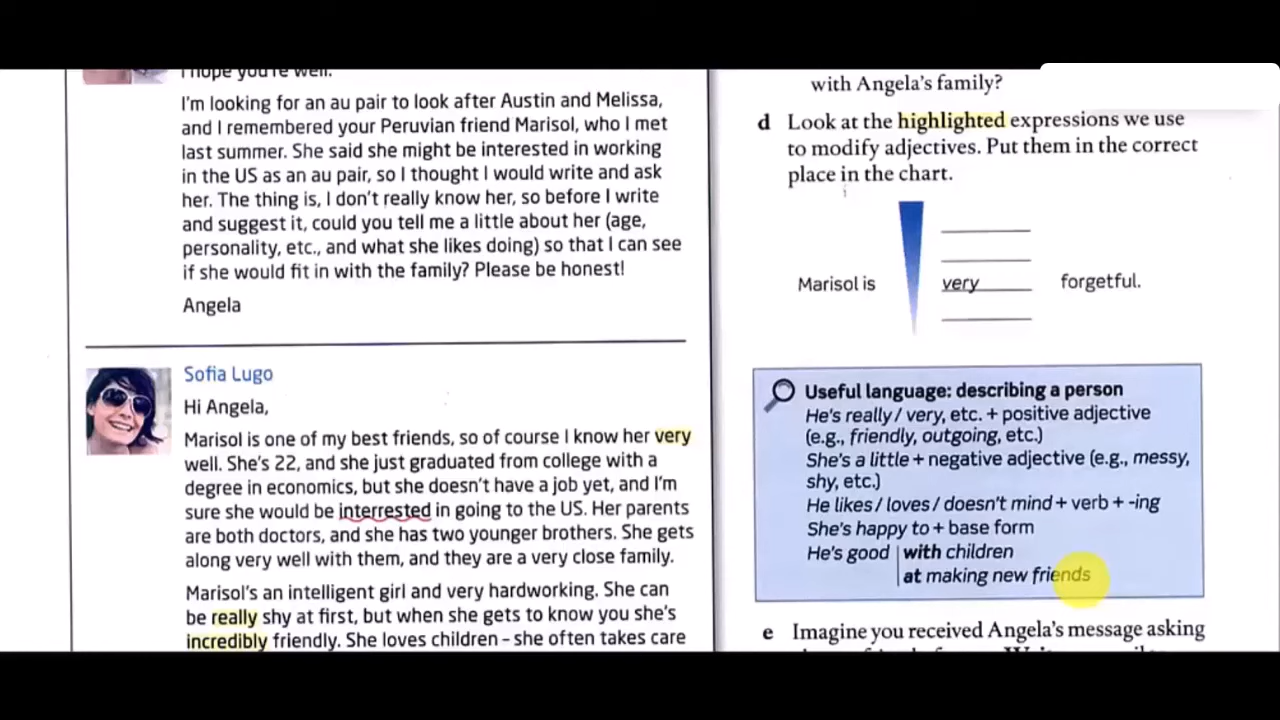 I hope you're well.
I'm looking for an au pair to look after Austin and Melissa,
and I remembered your Peruvian friend Marisol, who I met
last summer. She said she might be interested in working
in the US as an au pair, so I thought I would write and ask
her. The thing is, I don't really know her, so before I write
and suggest it, could you tell me a little about her (age,
personality, etc., and what she likes doing) so that I can see
if she would fit in with the family? Please be honest!
Angela
Sofia Lugo
Hi Angela,
Marisol is one of my best friends, so of course I know her very
well. She's 22, and she just graduated from college with a
degree in economics, but she doesn't have a job yet, and I'm
sure she would be interrested in going to the US. Her parents
are both doctors, and she has two younger brothers. She gets
along very well with them, and they are a very close family.
Marisol's an intelligent girl and very hardworking. She can
be really shy at first, but when she gets to know you she's
incredibly friendly. She loves children – she often takes care
with Angela's family?
d Look at the highlighted expressions we use
to modify adjectives. Put them in the correct
place in the chart.
Marisol is very forgetful.
Useful language: describing a person
He's really / very, etc. + positive adjective
(e.g., friendly, outgoing, etc.)
She's a little + negative adjective (e.g., messy,
shy, etc.)
He likes / loves / doesn't mind + verb + -ing
She's happy to + base form
He's good with children
at making new friends
e Imagine you received Angela's message asking